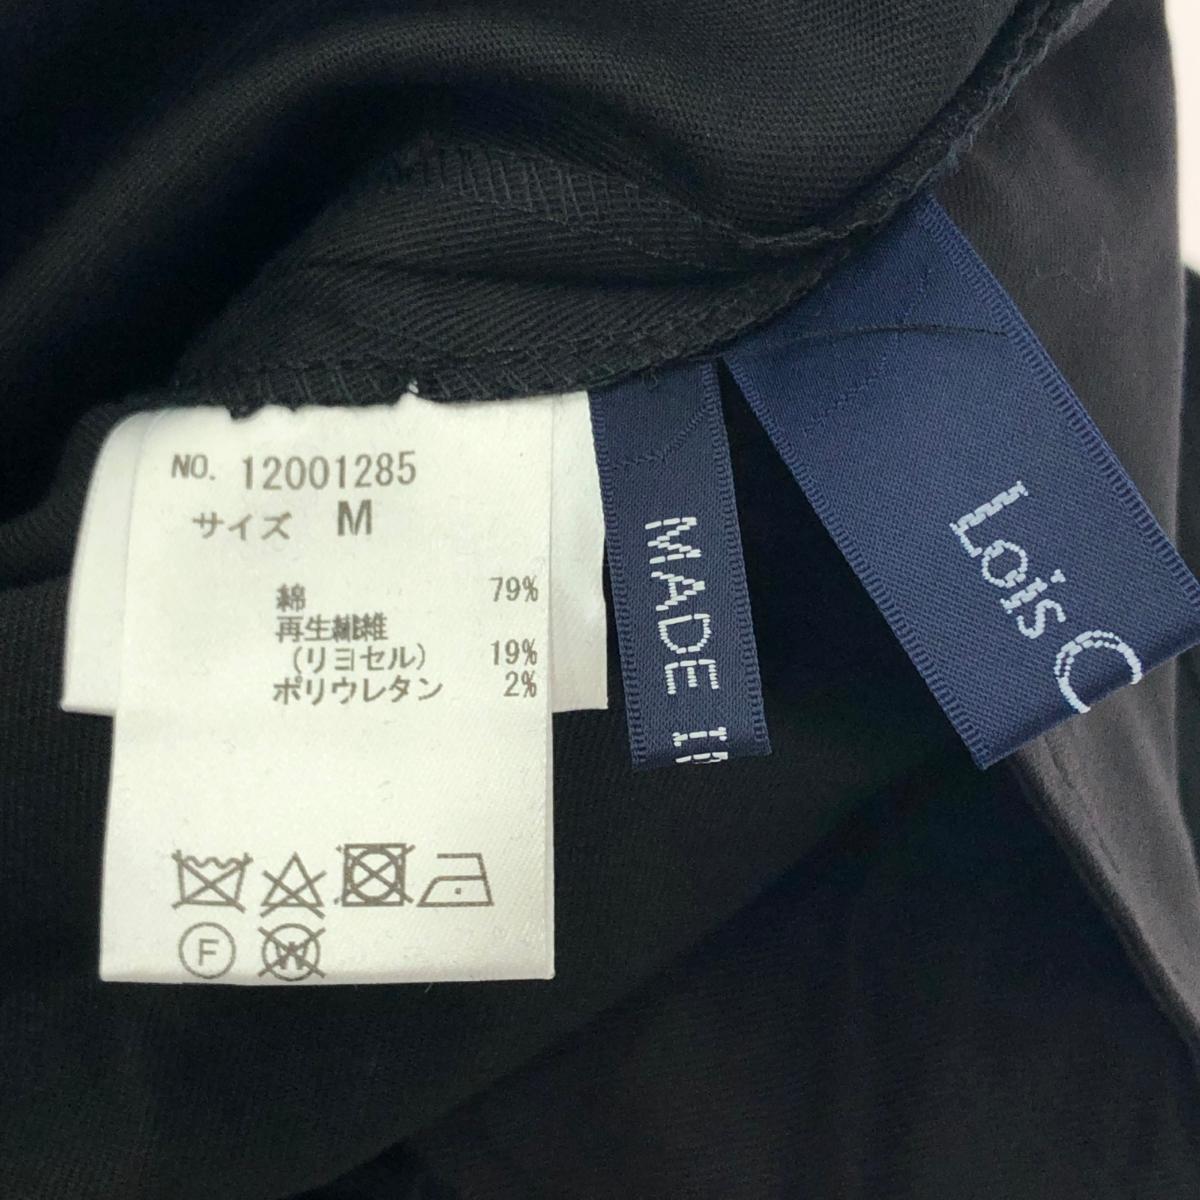 NO. 12001285
サイズ M
綿 79%
再生繊維
(リヨセル) 19%
ポリウレタン 2%
F
W
MADE
Lois